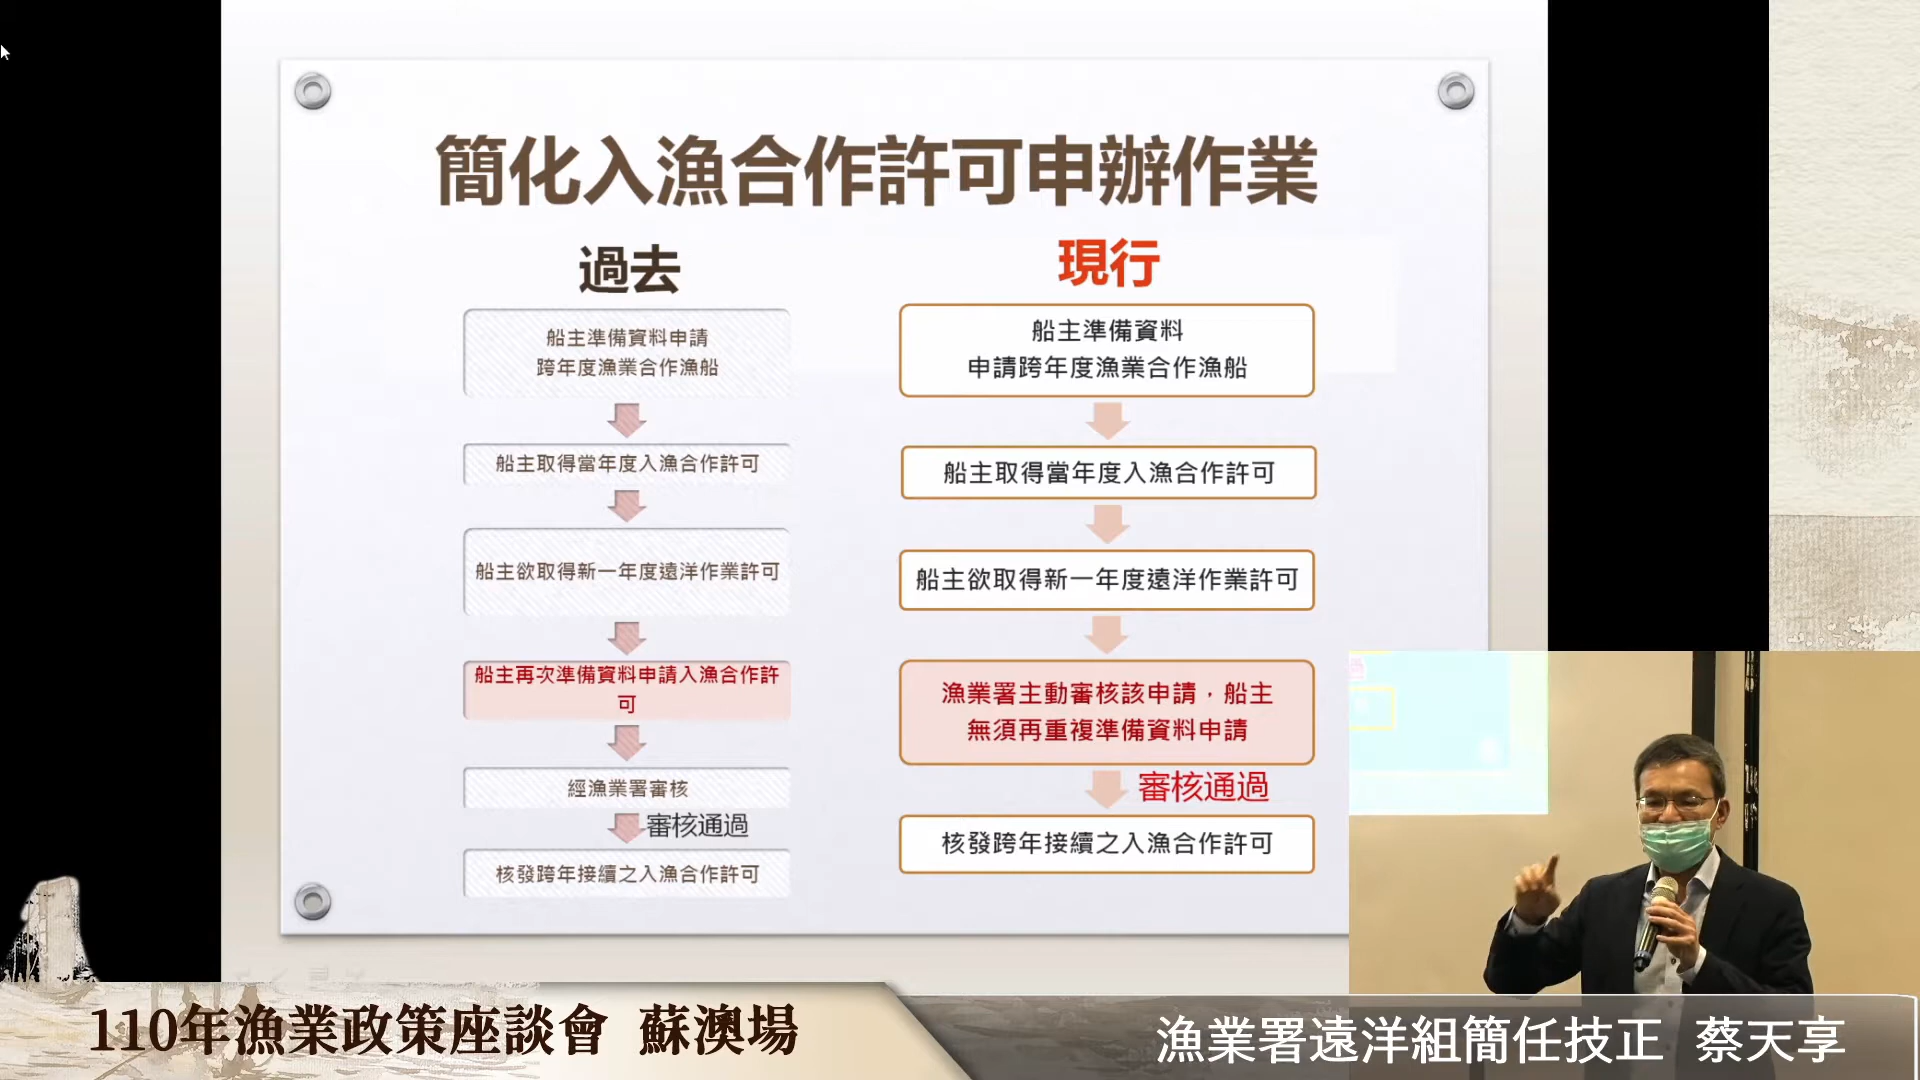 簡化入漁合作許可申辦作業
過去
船主準備資料申請
跨年度漁業合作漁船
船主取得當年度入漁合作許可
船主欲取得新一年度遠洋作業許可
船主再次準備資料申請入漁合作許
可
經漁業署審核
審核通過
核發跨年接續之入漁合作許可
現行
船主準備資料
申請跨年度漁業合作漁船
船主取得當年度入漁合作許可
船主欲取得新一年度遠洋作業許可
漁業署主動審核該申請，船主
無須再重複準備資料申請
審核通過
核發跨年接續之入漁合作許可
110年漁業政策座談會 蘇澳場
漁業署遠洋組簡任技正 蔡天享